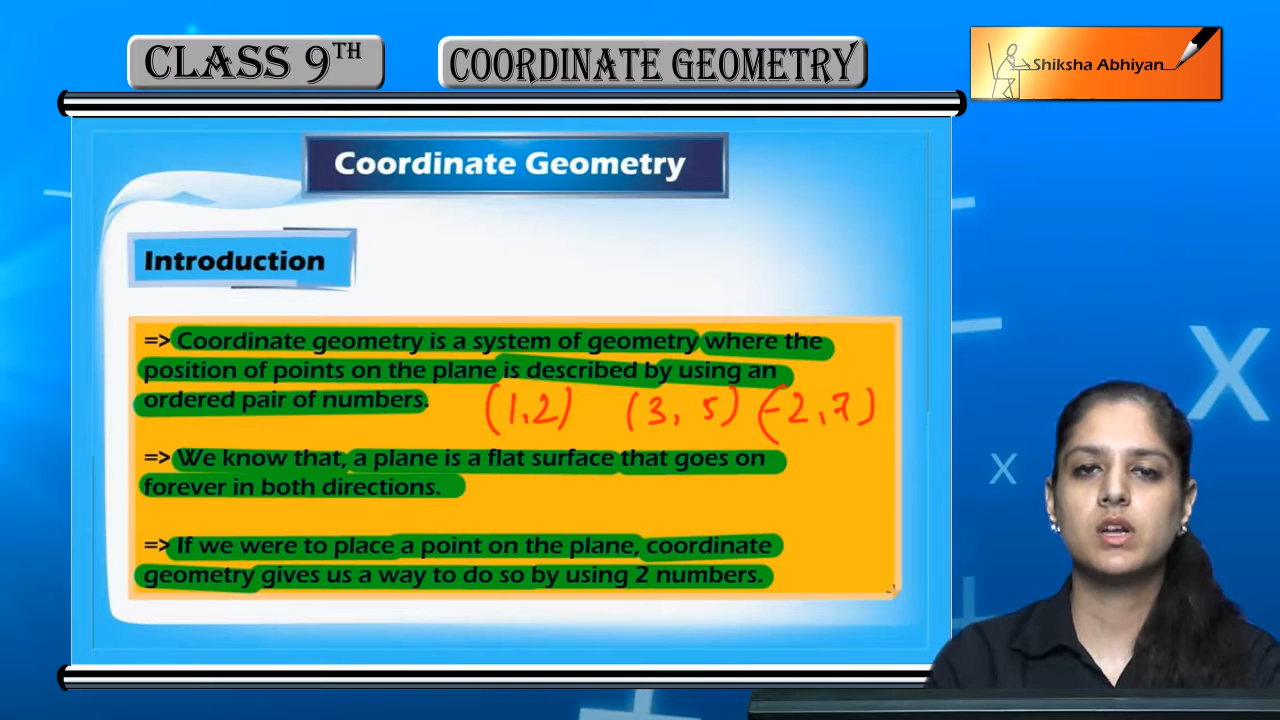 CLASS 9TH
COORDINATE GEOMETRY
Shiksha Abhiyan
Coordinate Geometry
Introduction
=> Coordinate geometry is a system of geometry where the
position of points on the plane is described by using an
ordered pair of numbers.
(1,2) (3, 5) (-2,7)
=> We know that, a plane is a flat surface that goes on
forever in both directions.
=> If we were to place a point on the plane, coordinate
geometry gives us a way to do so by using 2 numbers.